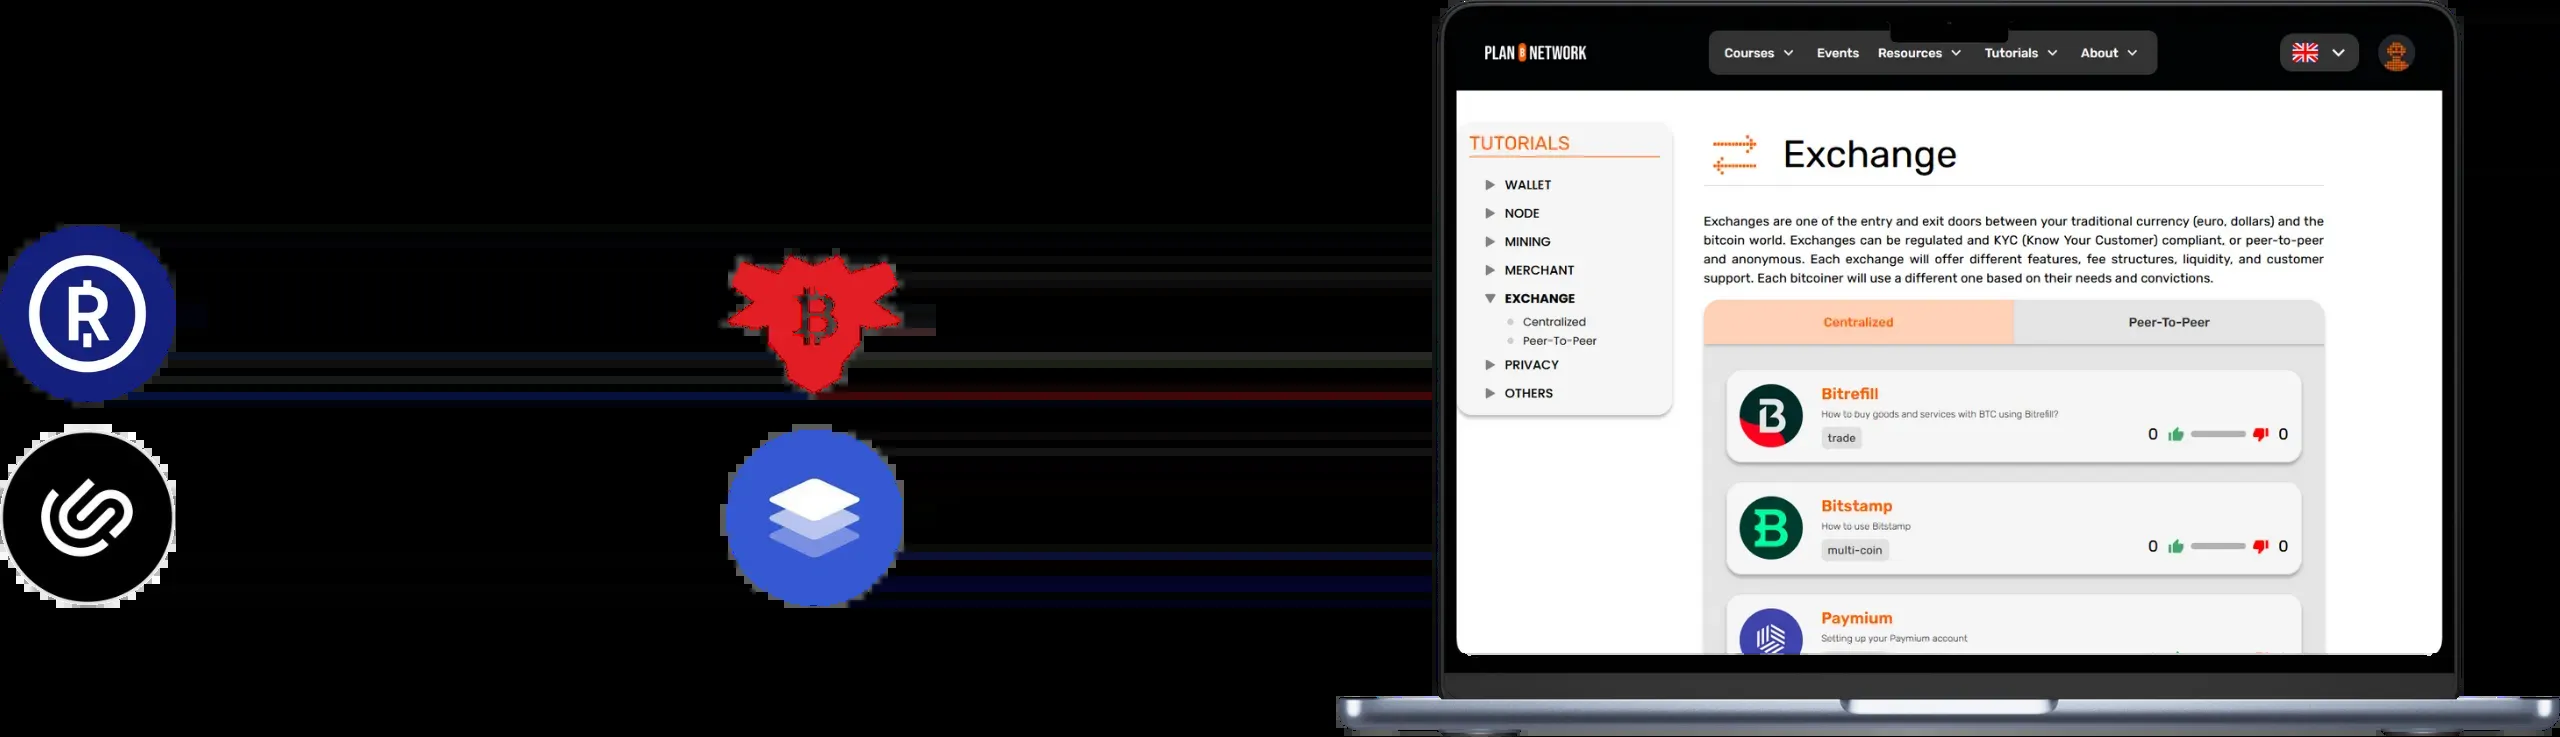 PLAN B NETWORK
Courses
Events
Resources
Tutorials
About
TUTORIALS
WALLET
NODE
MINING
MERCHANT
EXCHANGE
Centralized
Peer-To-Peer
PRIVACY
OTHERS
Exchange
Exchanges are one of the entry and exit doors between your traditional currency (euro, dollars) and the
bitcoin world. Exchanges can be regulated and KYC (Know Your Customer) compliant, or peer-to-peer
and anonymous. Each exchange will offer different features, fee structures, liquidity, and customer
support. Each bitcoiner will use a different one based on their needs and convictions.
Centralized
Peer-To-Peer
Bitrefill
How to buy goods and services with BTC using Bitrefill?
trade
0 0
Bitstamp
How to use Bitstamp
multi-coin
0 0
Paymium
Setting up your Paymium account